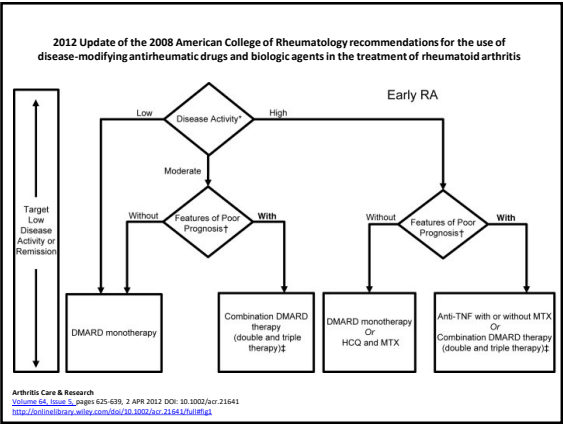 2012 Update of the 2008 American College of Rheumatology recommendations for the use of
disease-modifying antirheumatic drugs and biologic agents in the treatment of rheumatoid arthritis
Early RA
Low
Disease Activity*
High
Moderate
Target
Low
Disease
Activity or
Remission
Without
Features of Poor
Prognosis†
With
Without
Features of Poor
Prognosis†
With
DMARD monotherapy
Combination DMARD
therapy
(double and triple
therapy)‡
DMARD monotherapy
Or
HCQ and MTX
Anti-TNF with or without MTX
Or
Combination DMARD therapy
(double and triple therapy)‡
Arthritis Care & Research
Volume 64, Issue 5, pages 625-639, 2 APR 2012 DOI: 10.1002/acr.21641
http://onlinelibrary.wiley.com/doi/10.1002/acr.21641/full#fig1